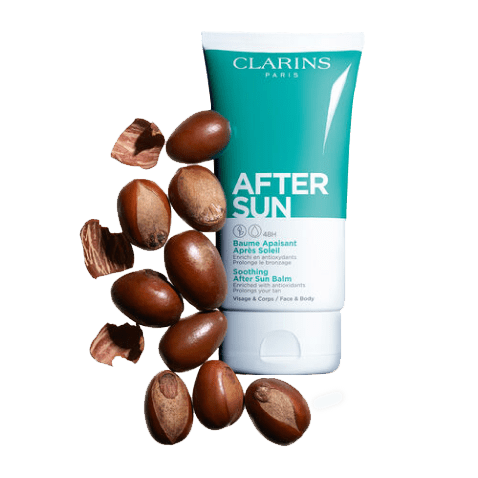 CLARINS
PARIS
AFTER
SUN
48H
Baume Apaisant
Après Soleil
Enrichi en antioxydants
Prolonge le bronzage
Soothing
After Sun Balm
Enriched with antioxidants
Prolongs your tan
Visage & Corps / Face & Body